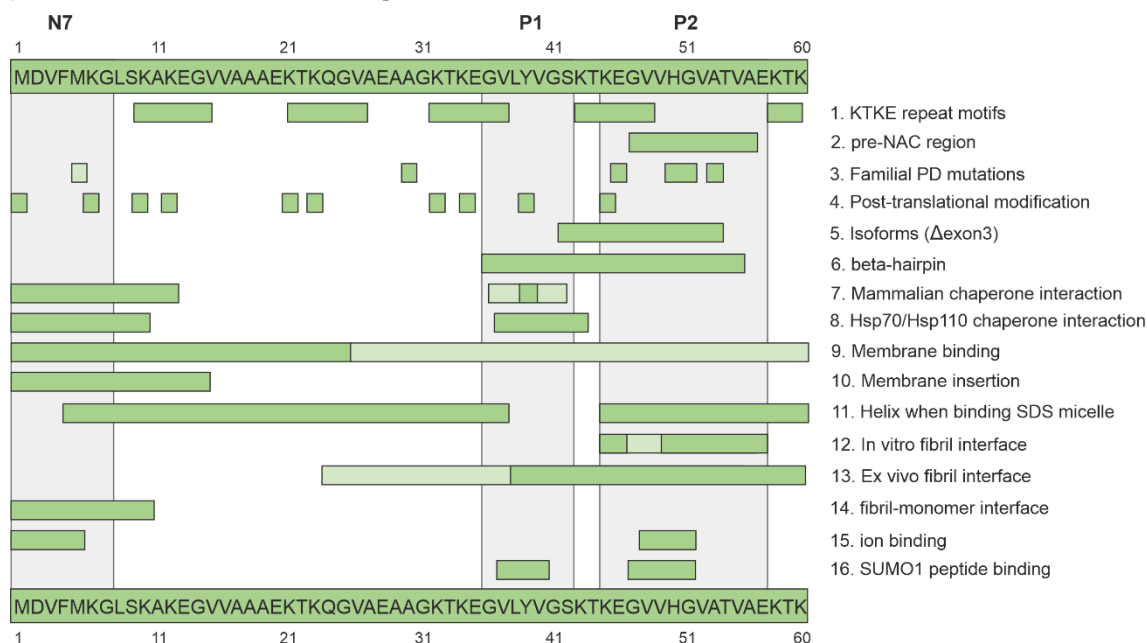 N7 P1 P2
1 11 21 31 41 51 60
MDVFMKGLSKAKEGVVAAAEKTKQGVAEAAGKTKEGVLYVGSKTKEGVVHGVATVAEKTK
1. KTKE repeat motifs
2. pre-NAC region
3. Familial PD mutations
4. Post-translational modification
5. Isoforms (Δexon3)
6. beta-hairpin
7. Mammalian chaperone interaction
8. Hsp70/Hsp110 chaperone interaction
9. Membrane binding
10. Membrane insertion
11. Helix when binding SDS micelle
12. In vitro fibril interface
13. Ex vivo fibril interface
14. fibril-monomer interface
15. ion binding
16. SUMO1 peptide binding
MDVFMKGLSKAKEGVVAAAEKTKQGVAEAAGKTKEGVLYVGSKTKEGVVHGVATVAEKTK
1 11 21 31 41 51 60